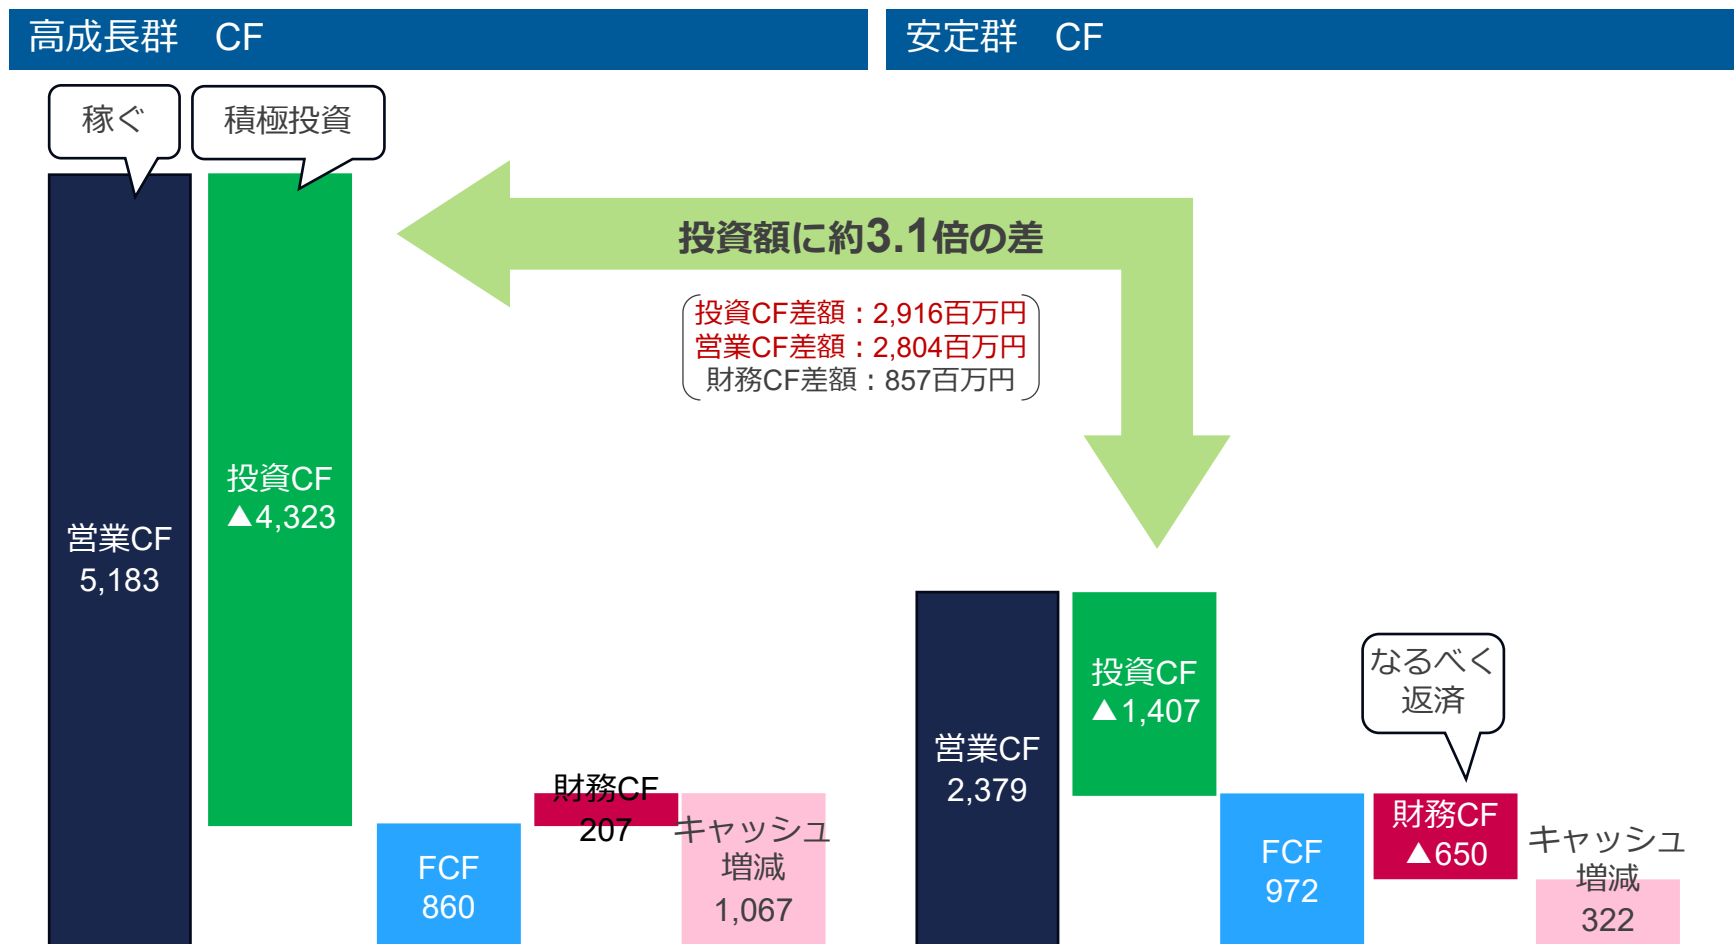 高成長群　CF
稼ぐ
積極投資
営業CF
5,183
投資CF
▲4,323
FCF
860
財務CF
207
キャッシュ
増減
1,067
投資額に約3.1倍の差
投資CF差額：2,916百万円
営業CF差額：2,804百万円
財務CF差額：857百万円
安定群　CF
営業CF
2,379
投資CF
▲1,407
FCF
972
なるべく
返済
財務CF
▲650
キャッシュ
増減
322